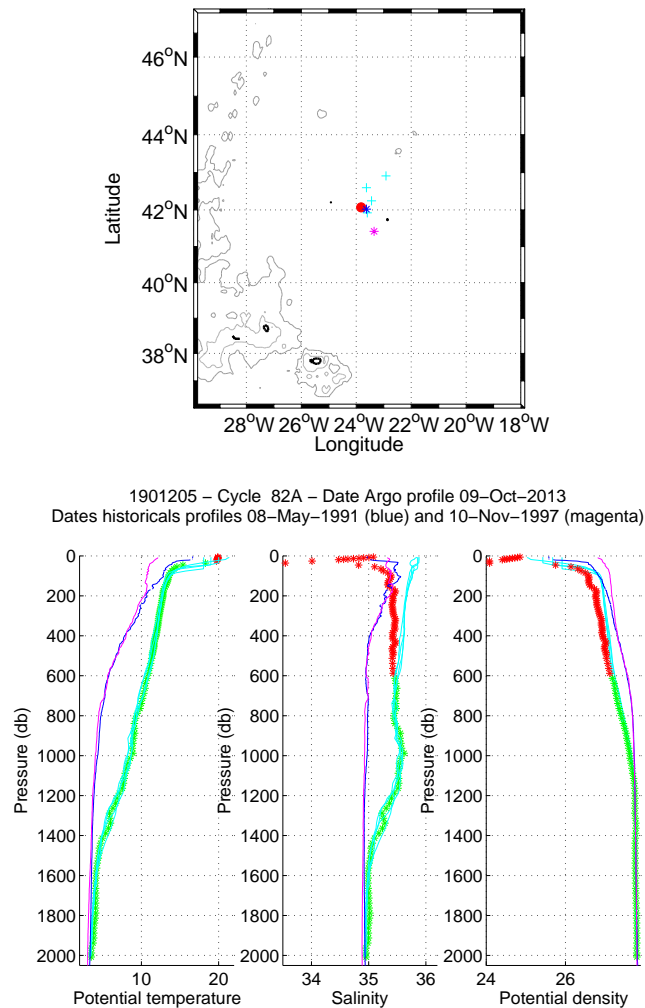 46°N
44°N
42°N
40°N
38°N
Latitude
28°W 26°W 24°W 22°W 20°W 18°W
Longitude
1901205 − Cycle  82A − Date Argo profile 09−Oct−2013
Dates historicals profiles 08−May−1991 (blue) and 10−Nov−1997 (magenta)
0
200
400
600
800
1000
1200
1400
1600
1800
2000
Pressure (db)
10 20
Potential temperature
0
200
400
600
800
1000
1200
1400
1600
1800
2000
Pressure (db)
34 35 36
Salinity
0
200
400
600
800
1000
1200
1400
1600
1800
2000
Pressure (db)
24 26
Potential density